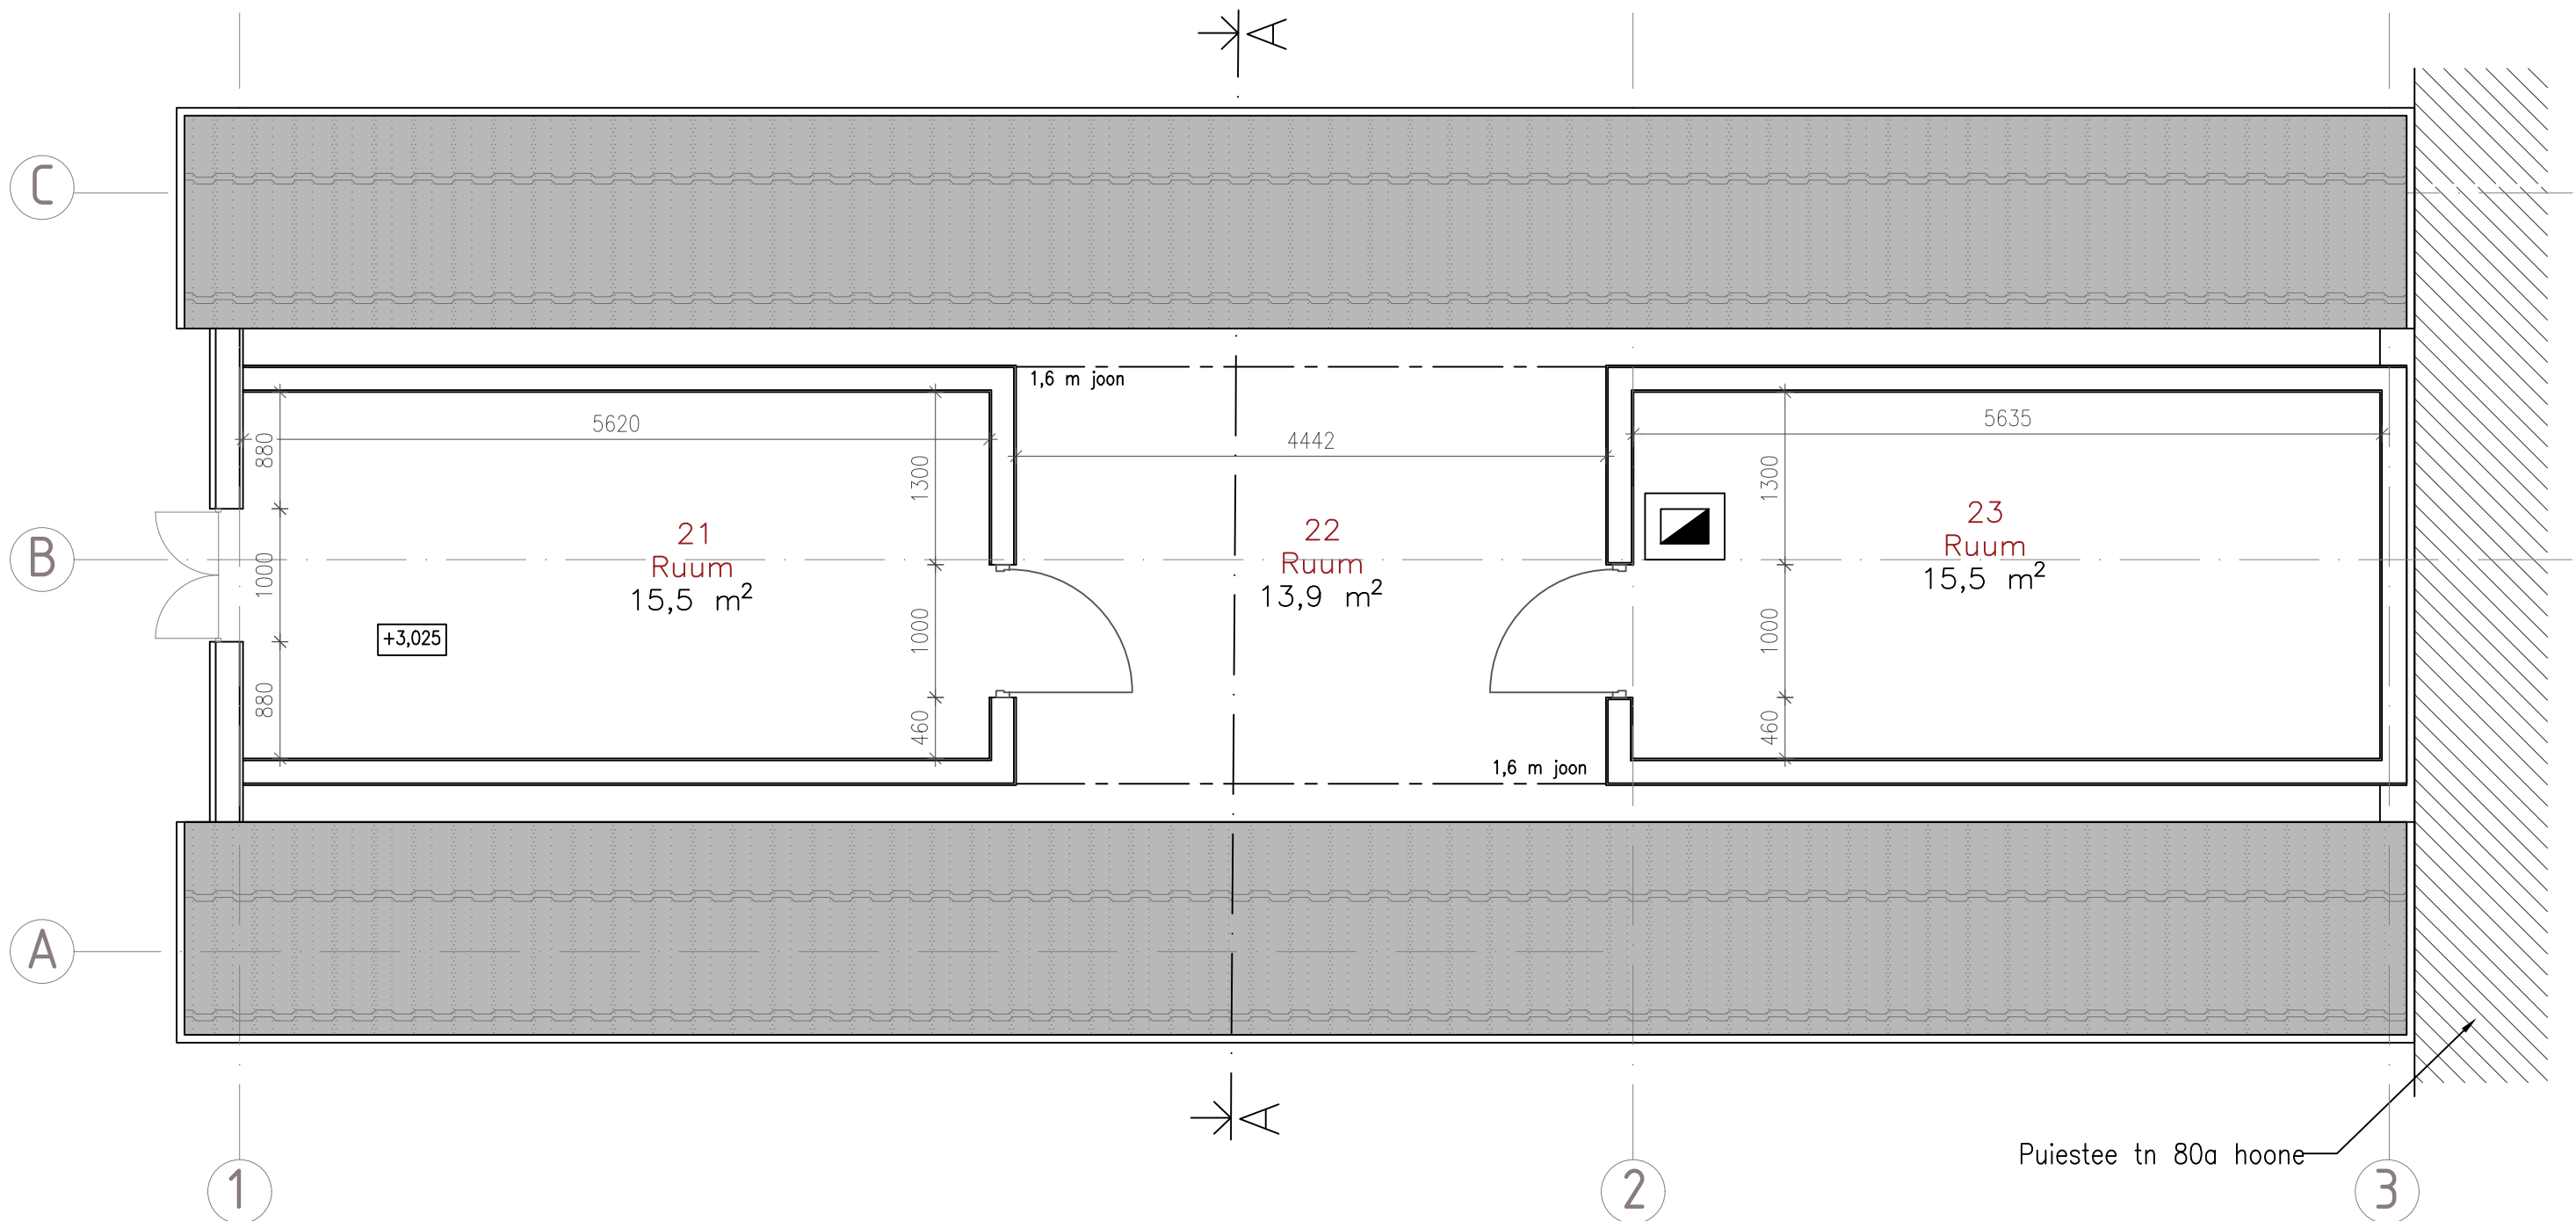 A
C
1,6 m joon
5620
5635
4442
880
1300
1300
21
Ruum
15,5 m²
22
Ruum
13,9 m²
23
Ruum
15,5 m²
B
1000
1000
1000
+3,025
880
460
460
1,6 m joon
A
A
Puiestee tn 80a hoone
1
2
3